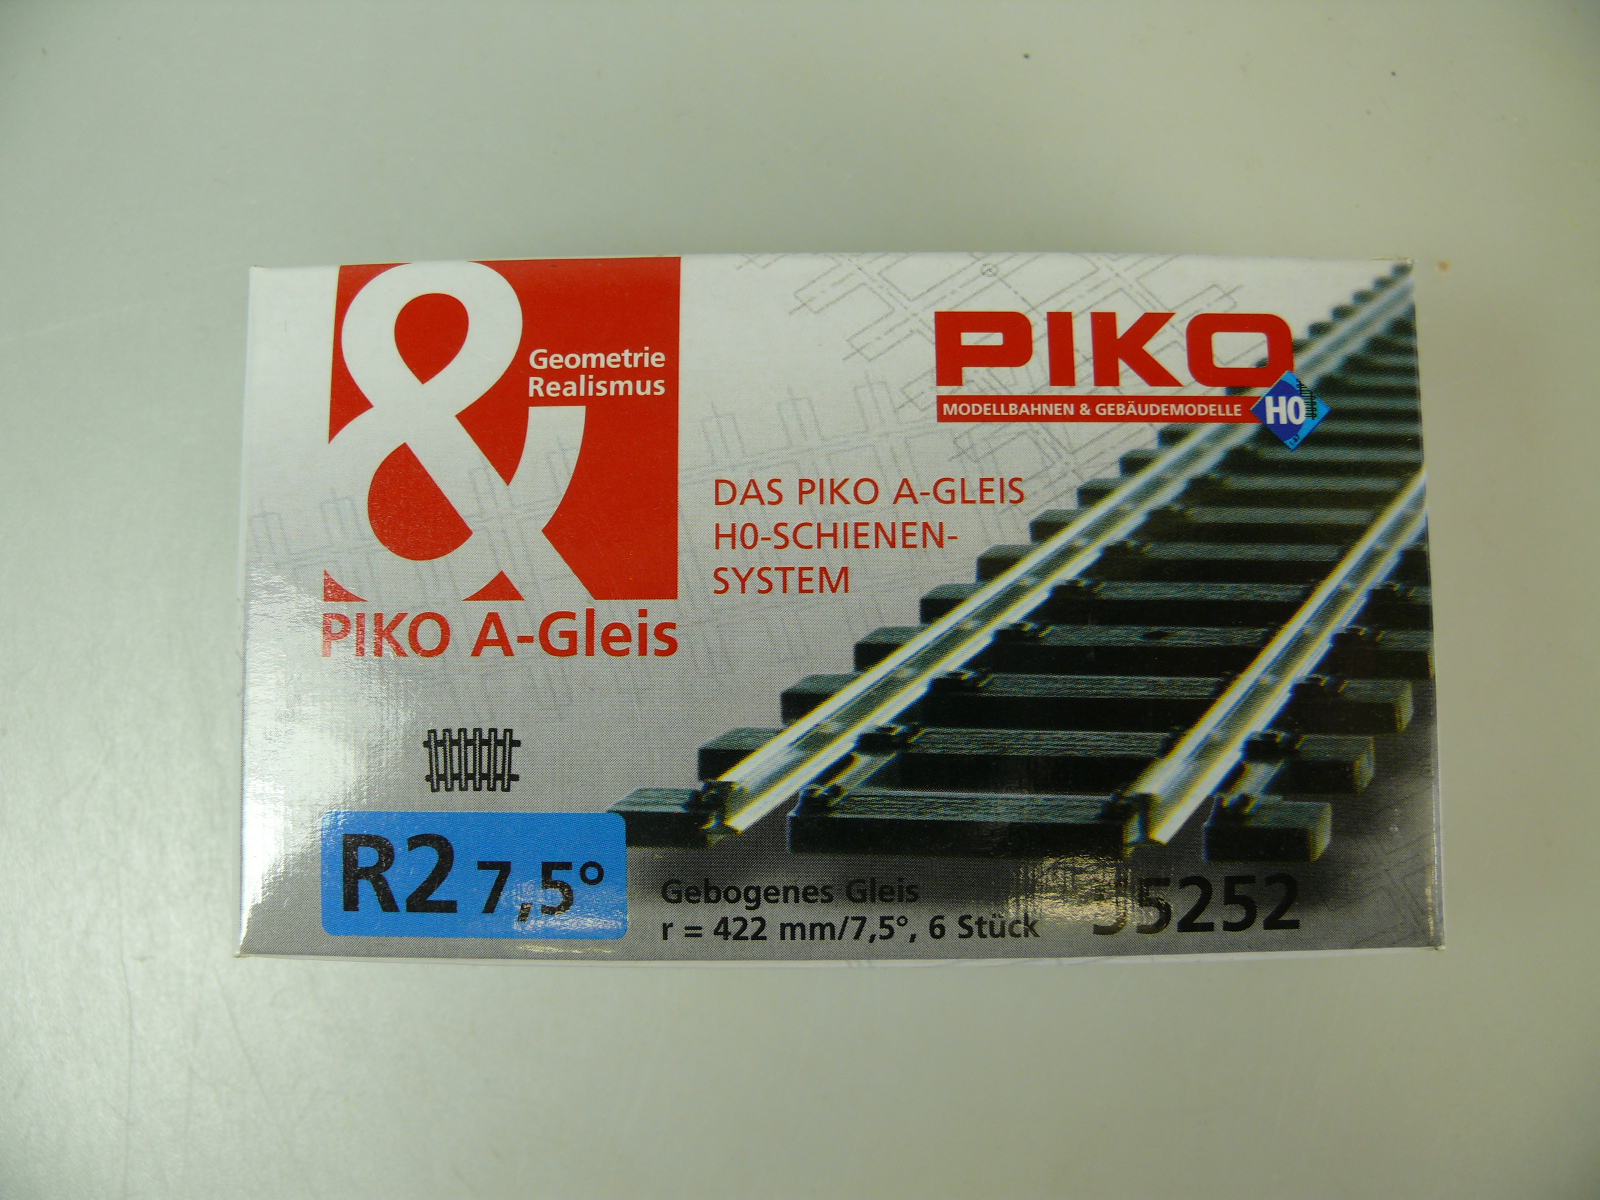 &
Geometrie
Realismus
PIKO A-Gleis
PIKO
MODELLBAHNEN & GEBÄUDEMODELLE
H0
DAS PIKO A-GLEIS
H0-SCHIENEN-
SYSTEM
R2 7,5°
Gebogenes Gleis
r = 422 mm/7,5°, 6 Stück
55252